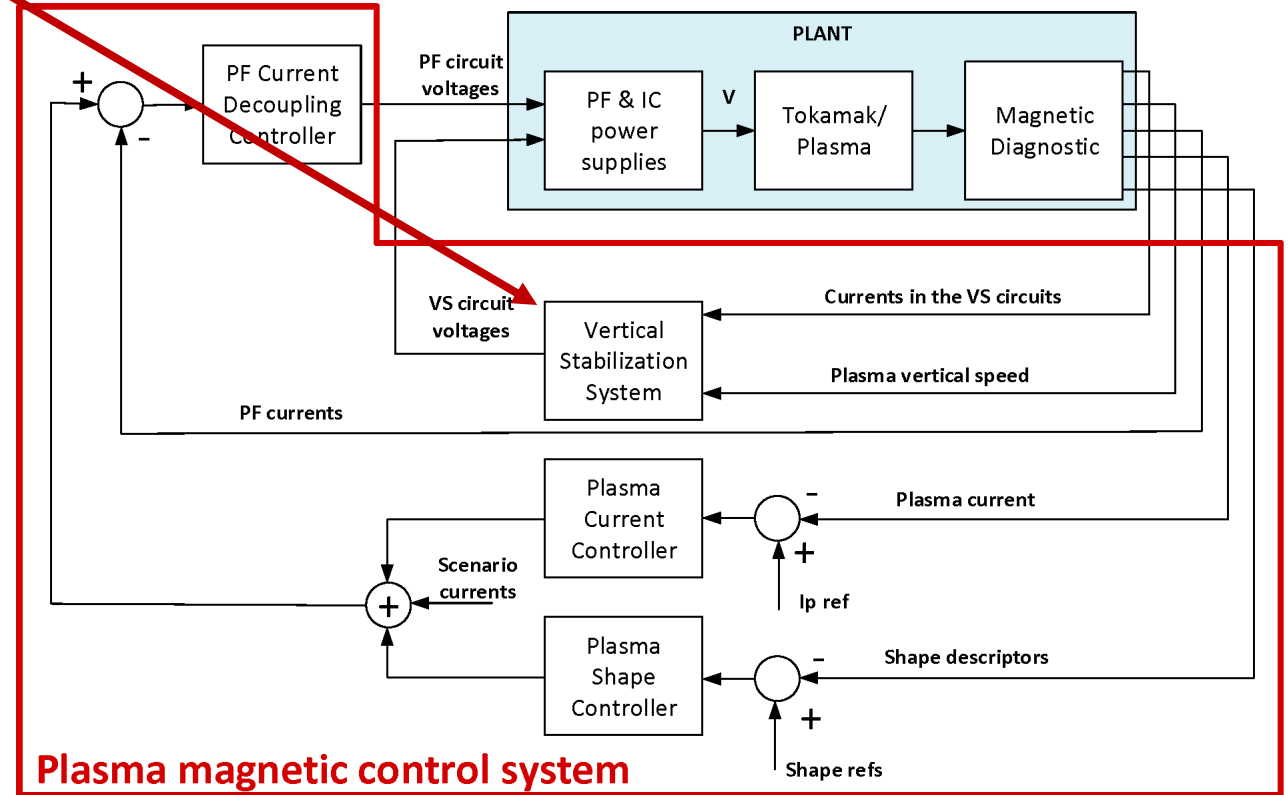 PLANT
PF Current
Decoupling
Controller
PF circuit
voltages
PF & IC
power
supplies
V
Tokamak/
Plasma
Magnetic
Diagnostic
+
-
VS circuit
voltages
Vertical
Stabilization
System
Currents in the VS circuits
Plasma vertical speed
PF currents
Plasma
Current
Controller
-
+
Plasma current
Ip ref
Scenario
currents
+
Plasma
Shape
Controller
-
+
Shape descriptors
Shape refs
Plasma magnetic control system